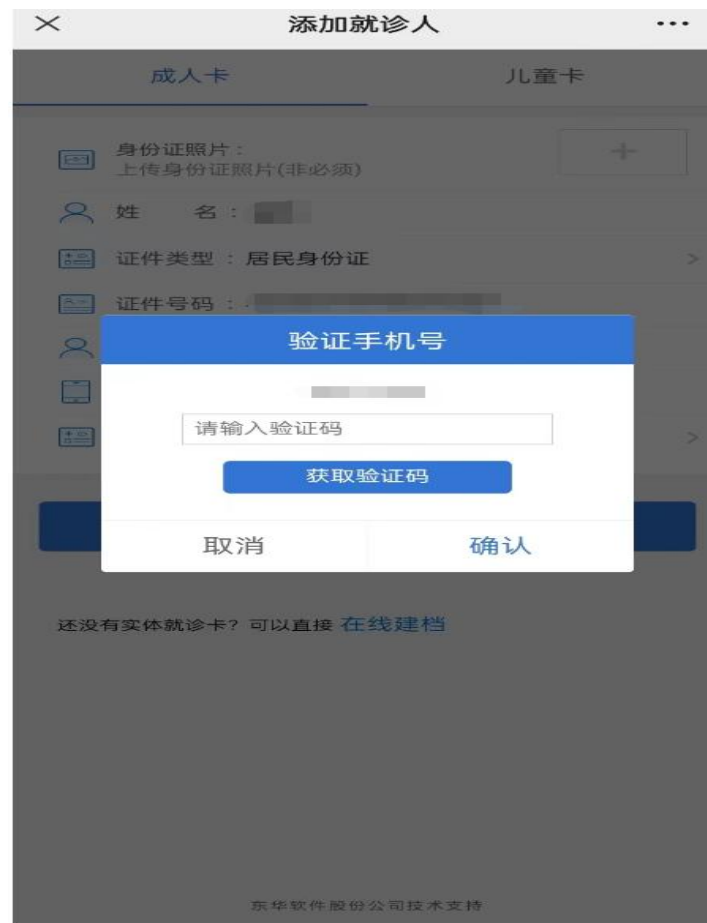 添加就诊人
成人卡 儿童卡
身份证照片：
上传身份证照片(非必须)
姓 名：
证件类型：居民身份证
证件号码：
验证手机号
请输入验证码
获取验证码
取消 确认
还没有实体就诊卡？可以直接 在线建档
东华软件股份公司技术支持